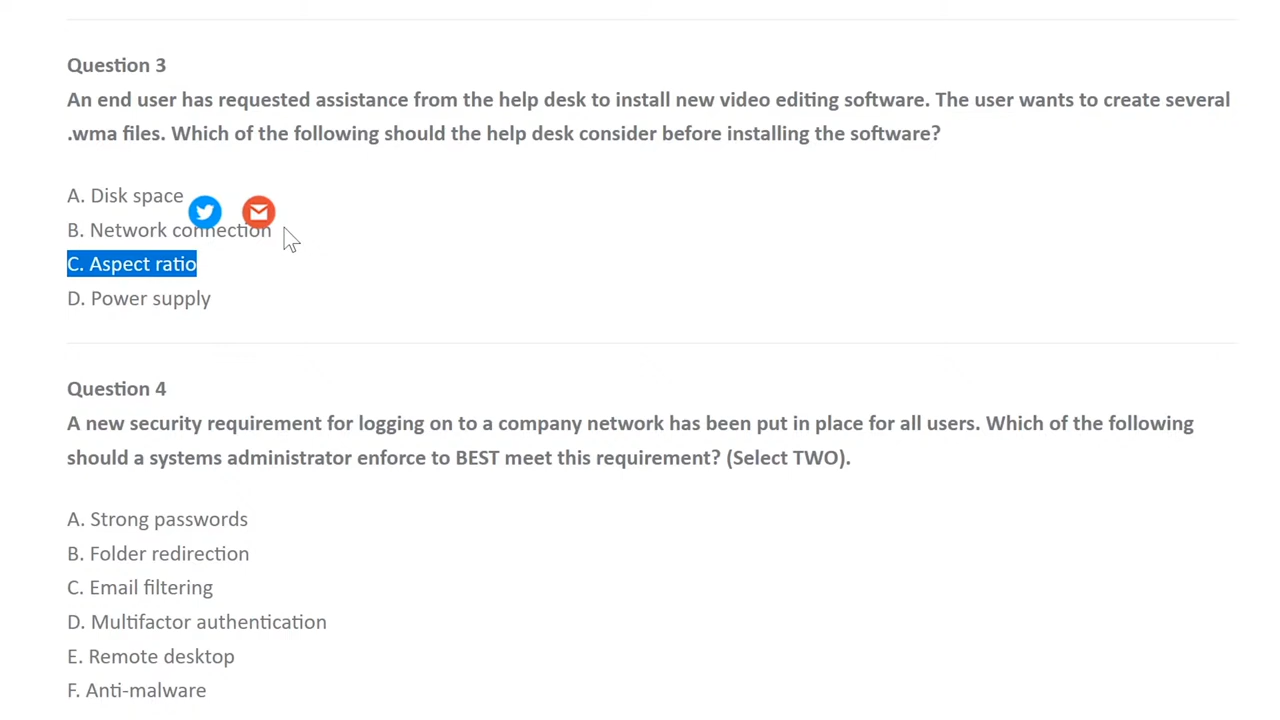 Question 3
An end user has requested assistance from the help desk to install new video editing software. The user wants to create several
.wma files. Which of the following should the help desk consider before installing the software?
A. Disk space
B. Network connection
C. Aspect ratio
D. Power supply
Question 4
A new security requirement for logging on to a company network has been put in place for all users. Which of the following
should a systems administrator enforce to BEST meet this requirement? (Select TWO).
A. Strong passwords
B. Folder redirection
C. Email filtering
D. Multifactor authentication
E. Remote desktop
F. Anti-malware